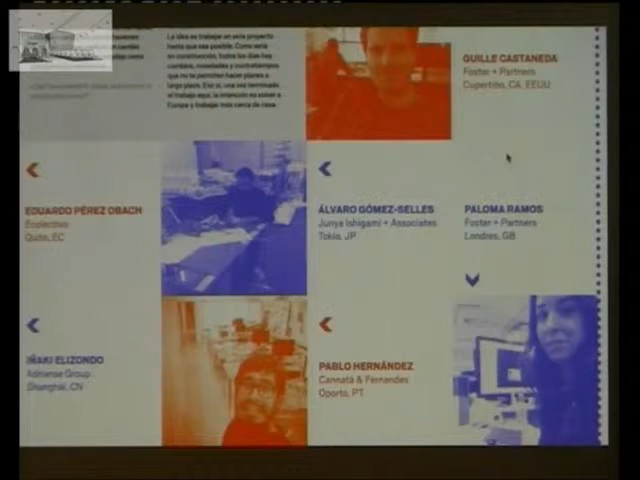 La idea es trabajar en este proyecto
hasta que sea posible. Como está
en construcción, todos los días hay
cambios, novedades y contratiempos
que no te permiten hacer planes a
largo plazo. Eso sí, una vez terminado
el trabajo aquí, la intención es volver a
Europa y trabajar más cerca de casa.
GUILLE CASTANEDA
Foster + Partners
Cupertino, CA, EEUU
EDUARDO PÉREZ OBACH
Ecolectivo
Quito, EC
ÁLVARO GÓMEZ-SELLES
Junya Ishigami + Associates
Tokio, JP
PALOMA RAMOS
Foster + Partners
Londres, GB
IÑAKI ELIZONDO
Group
Shanghai, CN
PABLO HERNÁNDEZ
Cannatà & Fernandes
Oporto, PT